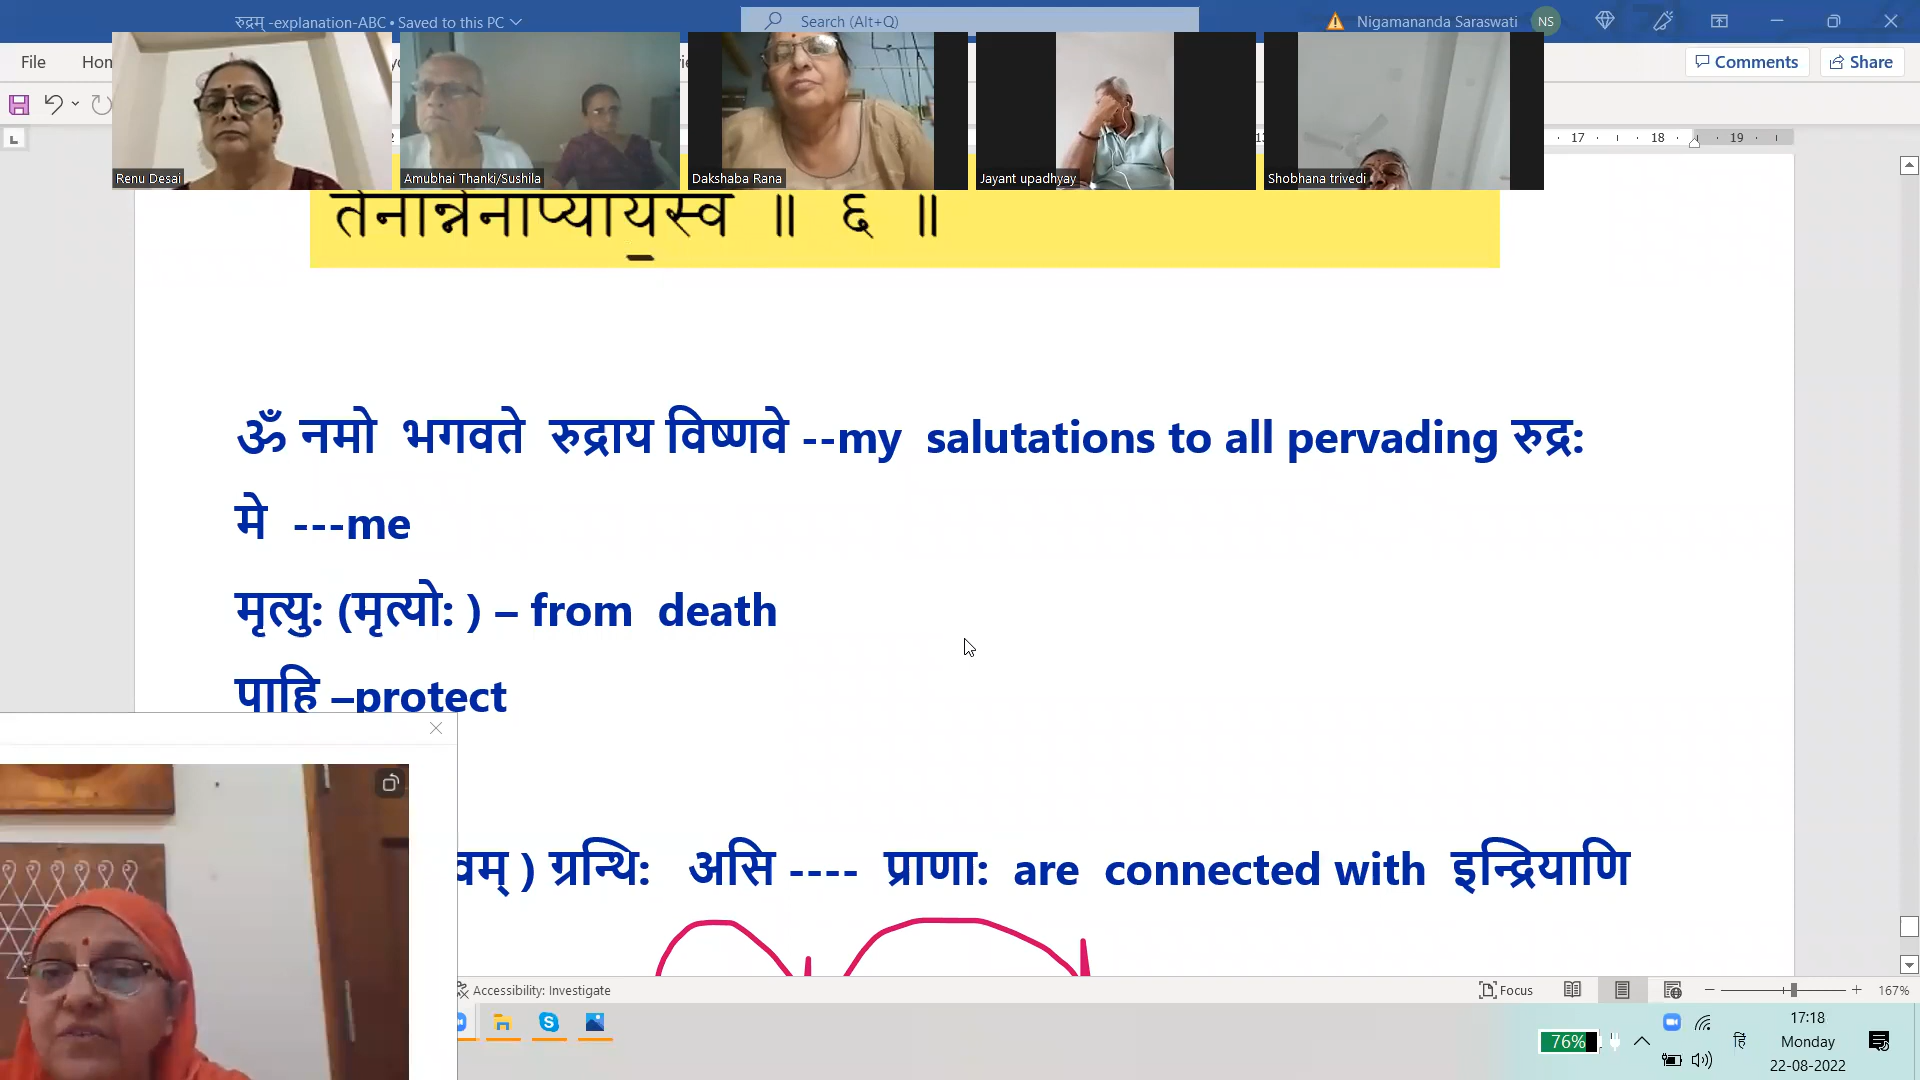 रुद्रम् -explanation-ABC • Saved to this PC
Search (Alt+Q)
Nigamananda Saraswati NS
File
Comments
Share
17 18 19
Renu Desai
Amubhai Thanki/Sushila
Dakshaba Rana
Jayant upadhyay
Shobhana trivedi
तेनान्नेनाप्यायस्व ॥ ६ ॥
ॐ नमो भगवते रुद्राय विष्णवे --my salutations to all pervading रुद्र:
मे ---me
मृत्यु: (मृत्यो: ) – from death
पाहि –protect
वम् ) ग्रन्थि: असि ---- प्राणा: are connected with इन्द्रियाणि
Accessibility: Investigate
Focus
167%
76%
हि
17:18
Monday
22-08-2022